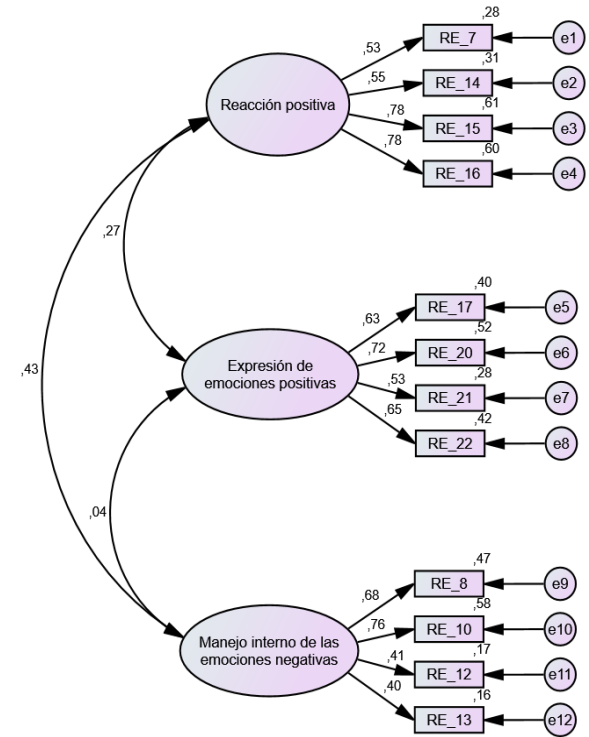 ,28
RE_7
e1
,53
,31
RE_14
e2
,55
,61
Reacción positiva
,78
RE_15
e3
,78
,60
RE_16
e4
,27
,40
RE_17
e5
,63
,52
RE_20
e6
,72
,28
Expresión de
emociones positivas
,53
RE_21
e7
,65
,42
RE_22
e8
,43
,04
,47
RE_8
e9
,68
,58
RE_10
e10
,76
,17
Manejo interno de las
emociones negativas
,41
RE_12
e11
,40
,16
RE_13
e12